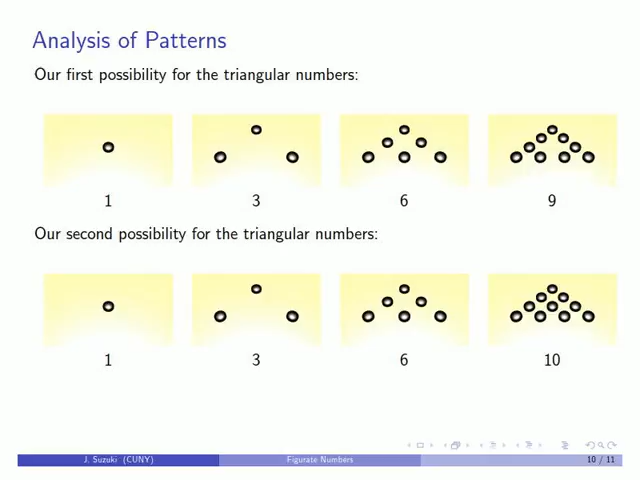 Analysis of Patterns
Our first possibility for the triangular numbers:
1 3 6 9
Our second possibility for the triangular numbers:
1 3 6 10
J. Suzuki (CUNY) Figurate Numbers 10 / 11